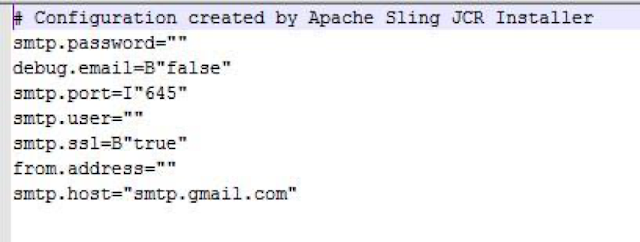 # Configuration created by Apache Sling JCR Installer
smtp.password=""
debug.email=B"false"
smtp.port=I"645"
smtp.user=""
smtp.ssl=B"true"
from.address=""
smtp.host="smtp.gmail.com"